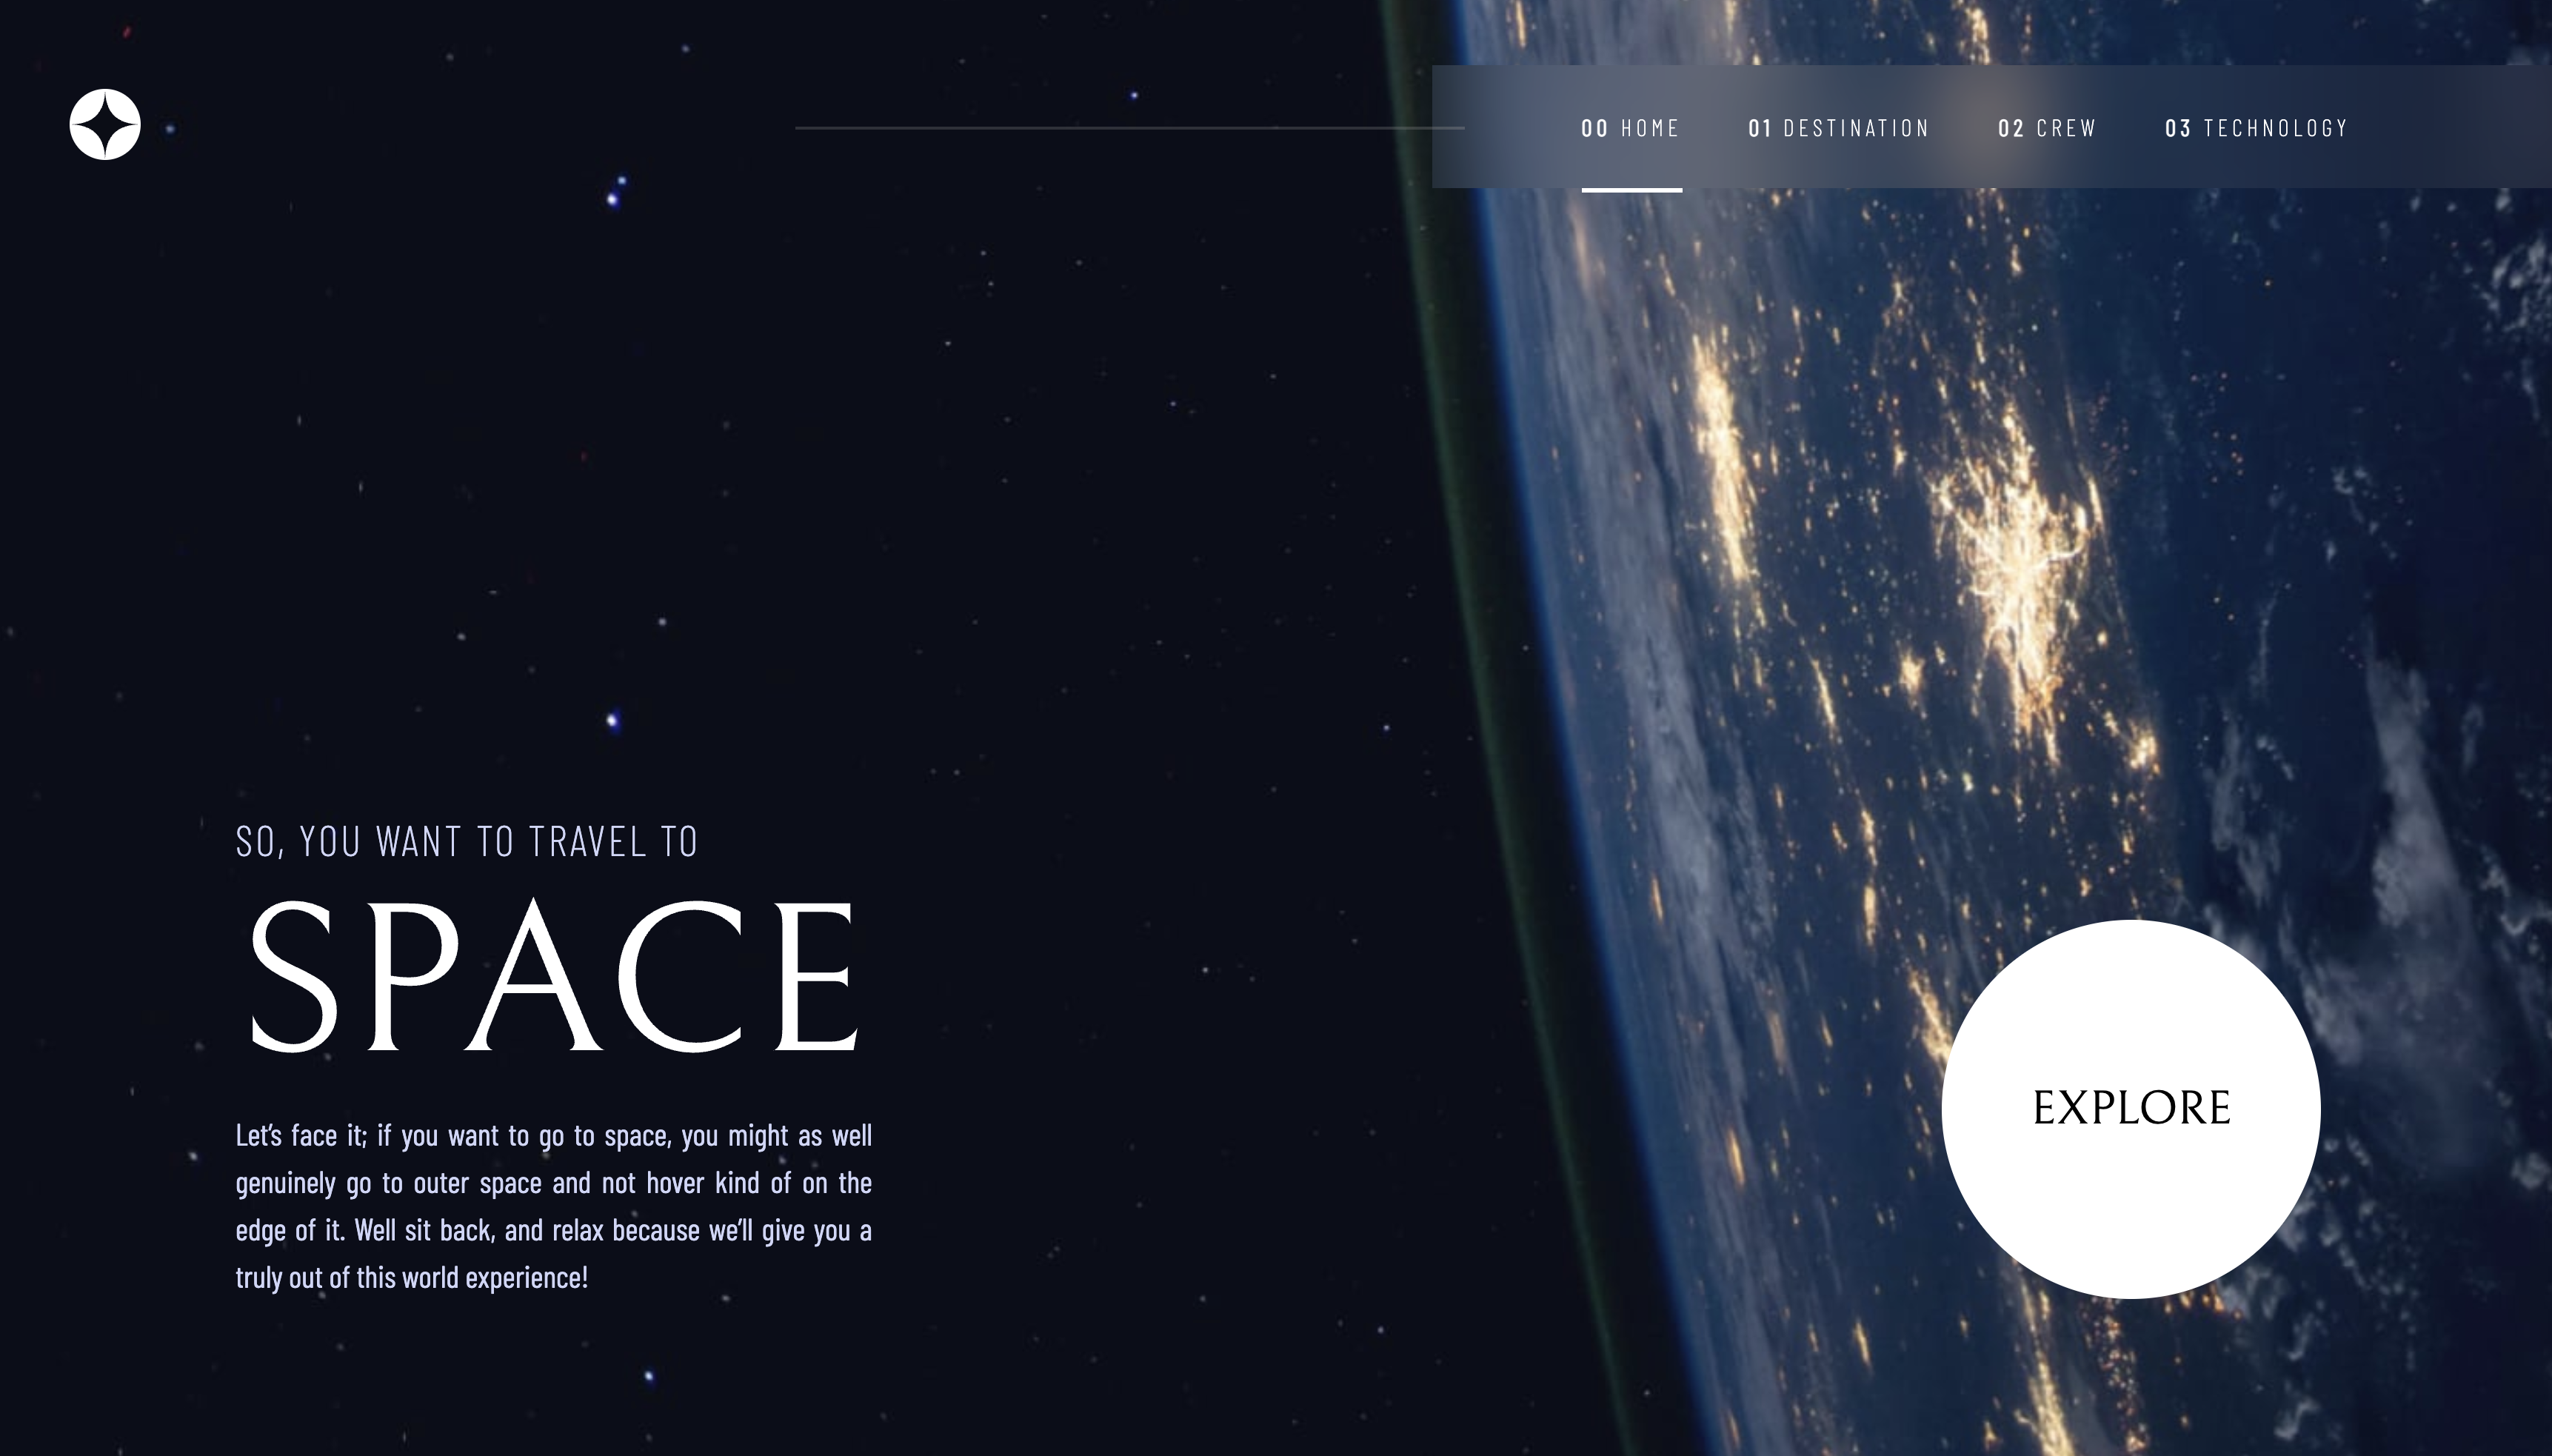 00 HOME 01 DESTINATION 02 CREW 03 TECHNOLOGY
SO, YOU WANT TO TRAVEL TO
SPACE
Let’s face it; if you want to go to space, you might as well
genuinely go to outer space and not hover kind of on the
edge of it. Well sit back, and relax because we’ll give you a
truly out of this world experience!
EXPLORE